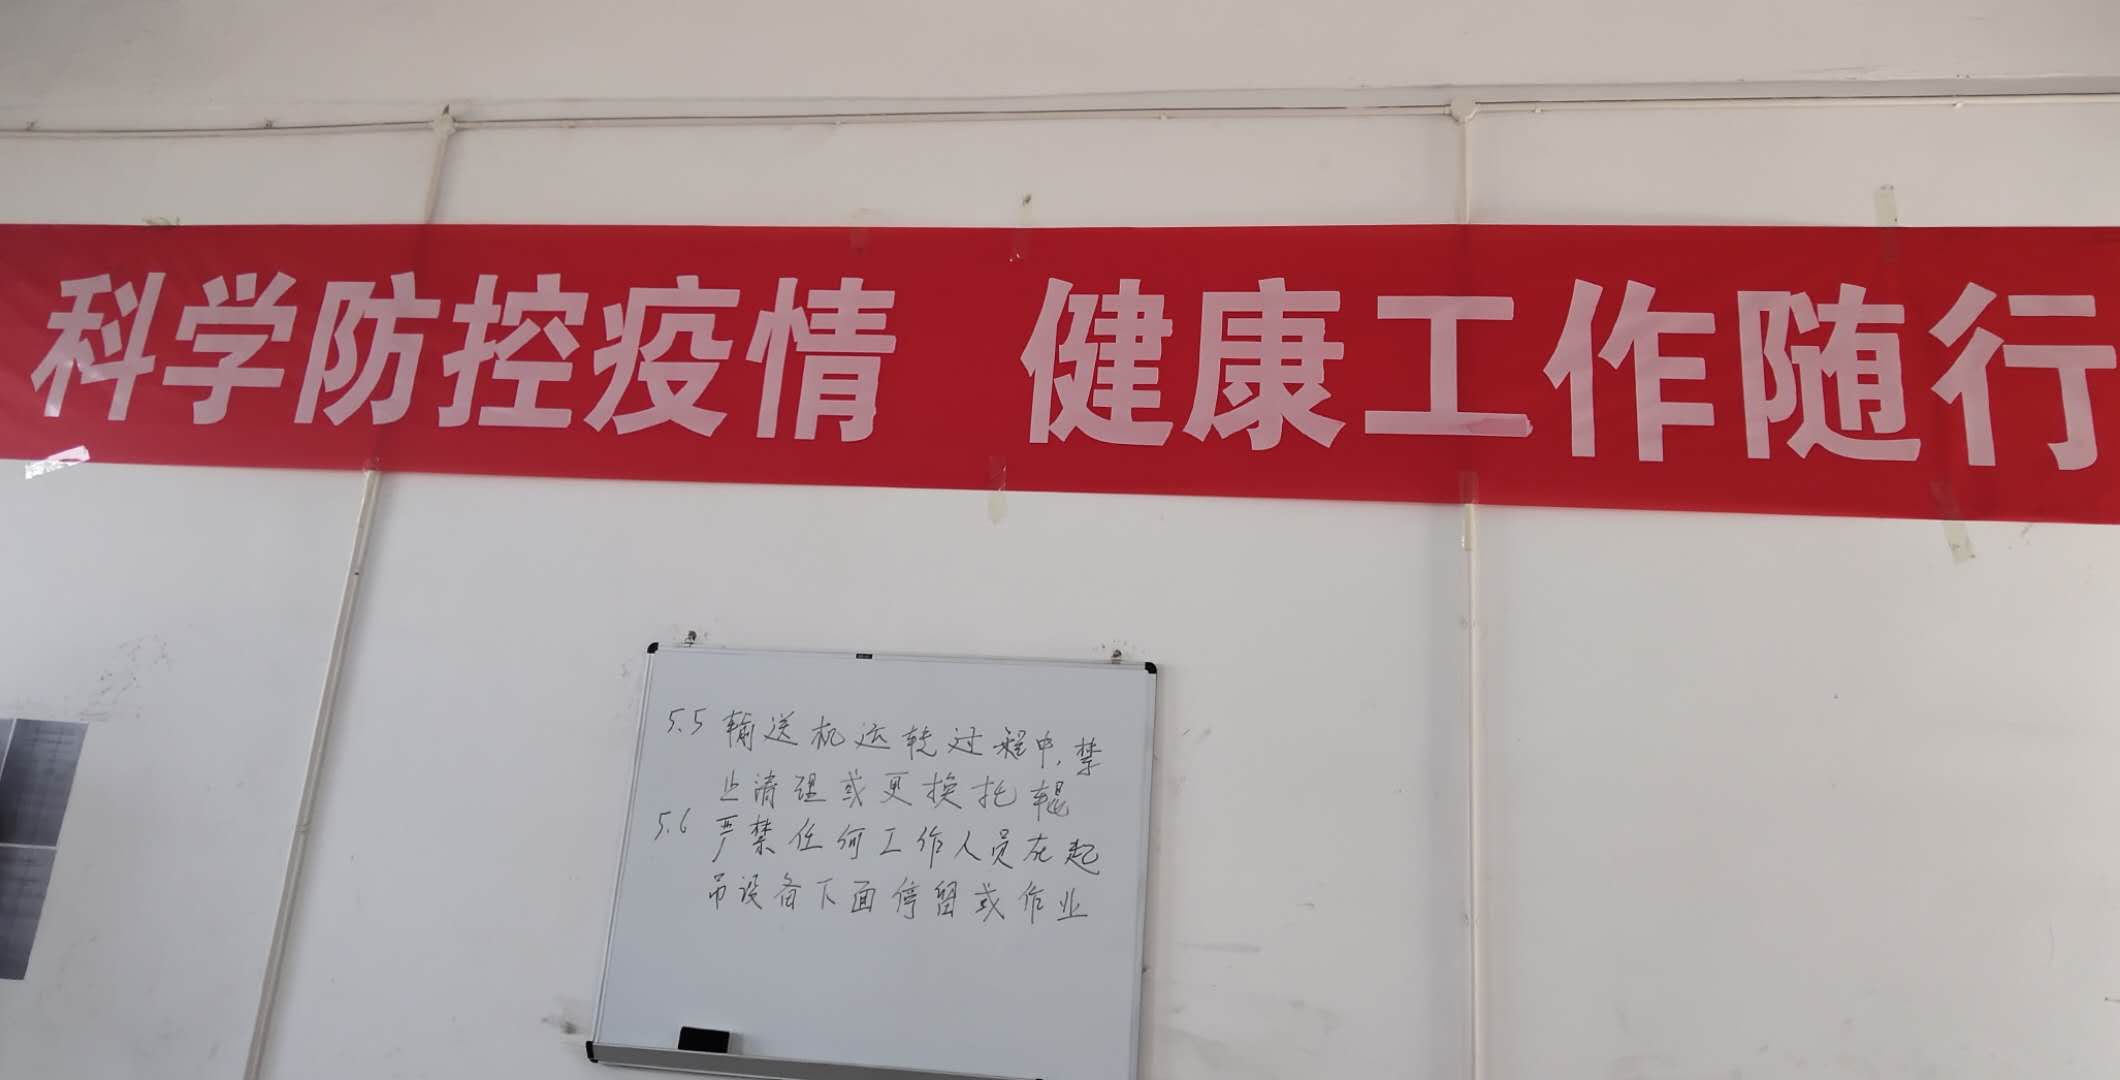 科学防控疫情 健康工作随行
5.5 输送机运转过程中,禁
止清理或更换托辊
5.6 严禁任何工作人员在起
吊设备下面停留或作业